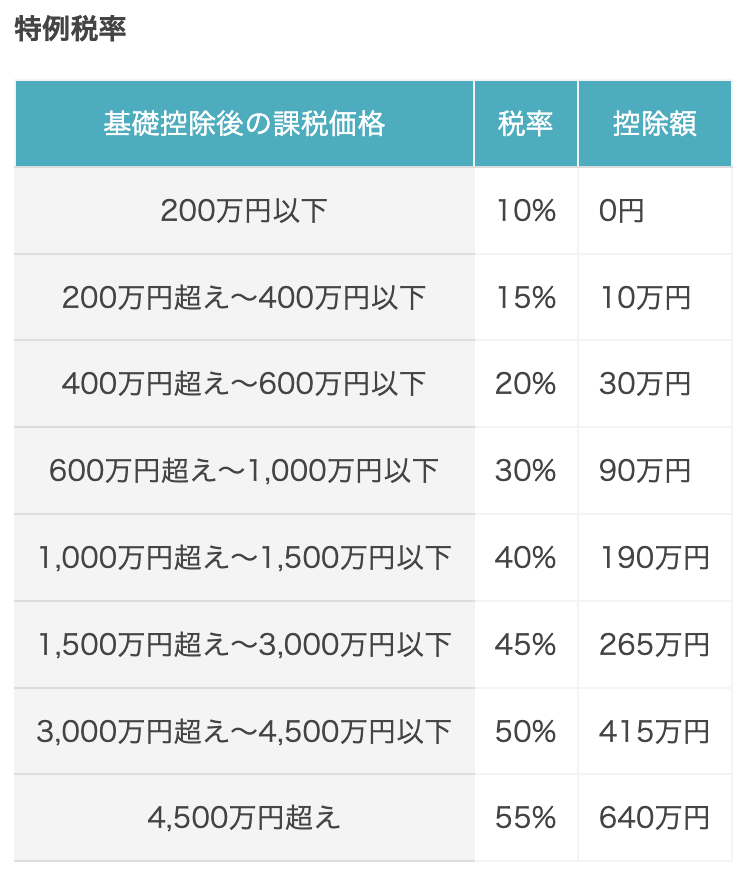 特例税率
基礎控除後の課税価格 税率 控除額
200万円以下 10% 0円
200万円超え〜400万円以下 15% 10万円
400万円超え〜600万円以下 20% 30万円
600万円超え〜1,000万円以下 30% 90万円
1,000万円超え〜1,500万円以下 40% 190万円
1,500万円超え〜3,000万円以下 45% 265万円
3,000万円超え〜4,500万円以下 50% 415万円
4,500万円超え 55% 640万円